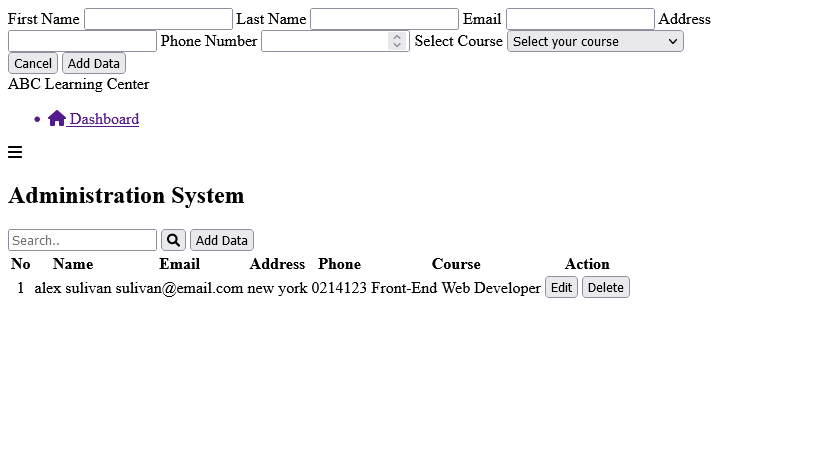 First Name Last Name Email Address
Phone Number Select Course Select your course
Cancel Add Data
ABC Learning Center
Dashboard
Administration System
Search.. Add Data
No Name Email Address Phone Course Action
1 alex sulivan sulivan@email.com new york 0214123 Front-End Web Developer Edit Delete